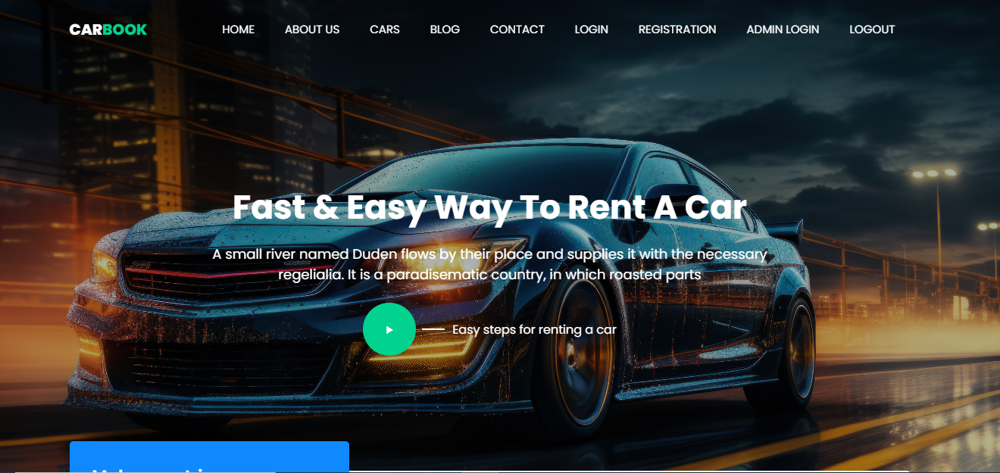 CARBOOK
HOME ABOUT US CARS BLOG CONTACT LOGIN REGISTRATION ADMIN LOGIN LOGOUT
Fast & Easy Way To Rent A Car
A small river named Duden flows by their place and supplies it with the necessary
regelialia. It is a paradisematic country, in which roasted parts
Easy steps for renting a car